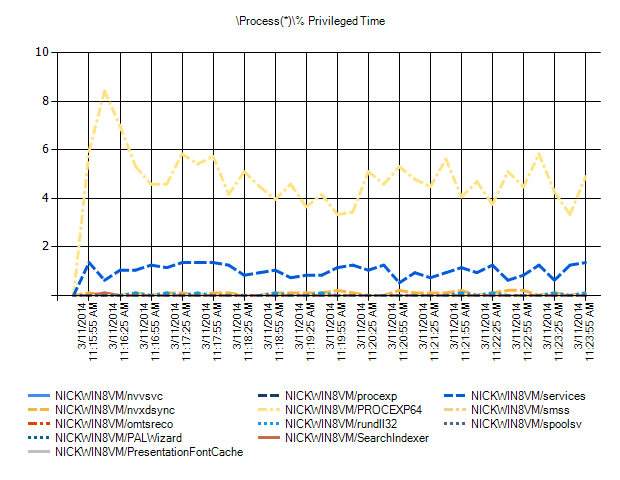 \Process(*)\% Privileged Time
10
8
6
4
2
3/11/2014 11:15:55 AM
3/11/2014 11:16:25 AM
3/11/2014 11:16:55 AM
3/11/2014 11:17:25 AM
3/11/2014 11:17:55 AM
3/11/2014 11:18:25 AM
3/11/2014 11:18:55 AM
3/11/2014 11:19:25 AM
3/11/2014 11:19:55 AM
3/11/2014 11:20:25 AM
3/11/2014 11:20:55 AM
3/11/2014 11:21:25 AM
3/11/2014 11:21:55 AM
3/11/2014 11:22:25 AM
3/11/2014 11:22:55 AM
3/11/2014 11:23:25 AM
3/11/2014 11:23:55 AM
NICKWIN8VM/nvvsvc NICKWIN8VM/procexp NICKWIN8VM/services
NICKWIN8VM/nvxdsync NICKWIN8VM/PROCEXP64 NICKWIN8VM/smss
NICKWIN8VM/omtsreco NICKWIN8VM/rundll32 NICKWIN8VM/spoolsv
NICKWIN8VM/PALWizard NICKWIN8VM/SearchIndexer
NICKWIN8VM/PresentationFontCache